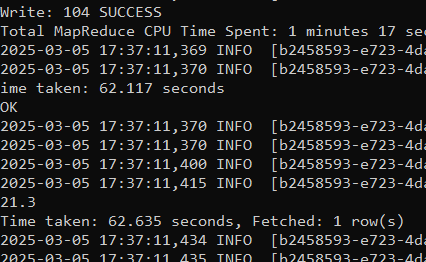 Write: 104 SUCCESS
Total MapReduce CPU Time Spent: 1 minutes 17 sec
2025-03-05 17:37:11,369 INFO  [b2458593-e723-4da
2025-03-05 17:37:11,370 INFO  [b2458593-e723-4da
ime taken: 62.117 seconds
OK
2025-03-05 17:37:11,370 INFO  [b2458593-e723-4da
2025-03-05 17:37:11,370 INFO  [b2458593-e723-4da
2025-03-05 17:37:11,400 INFO  [b2458593-e723-4da
2025-03-05 17:37:11,415 INFO  [b2458593-e723-4da
21.3
Time taken: 62.635 seconds, Fetched: 1 row(s)
2025-03-05 17:37:11,434 INFO  [b2458593-e723-4da
2025-03-05 17:37:11,435 INFO  [b2458593-e723-4da